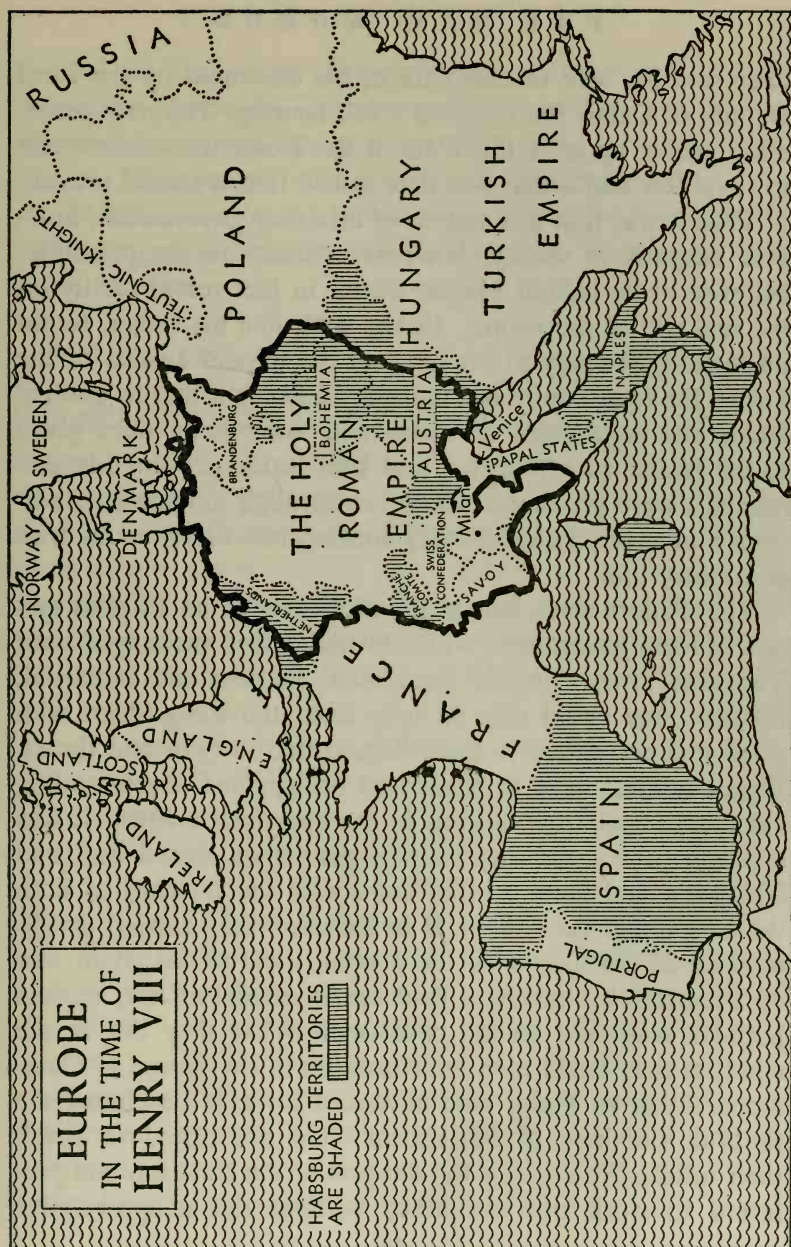 EUROPE
IN THE TIME OF
HENRY VIII
HABSBURG TERRITORIES
ARE SHADED
NORWAY
SWEDEN
DENMARK
RUSSIA
TEUTONIC KNIGHTS
SCOTLAND
ENGLAND
IRELAND
NETHERLANDS
BRANDENBURG
POLAND
THE HOLY
ROMAN
EMPIRE
BOHEMIA
AUSTRIA
HUNGARY
FRANCE
FRANCHE
COMTE
SWISS
CONFEDERATION
SAVOY
Milan
Venice
PAPAL STATES
NAPLES
TURKISH
EMPIRE
SPAIN
PORTUGAL